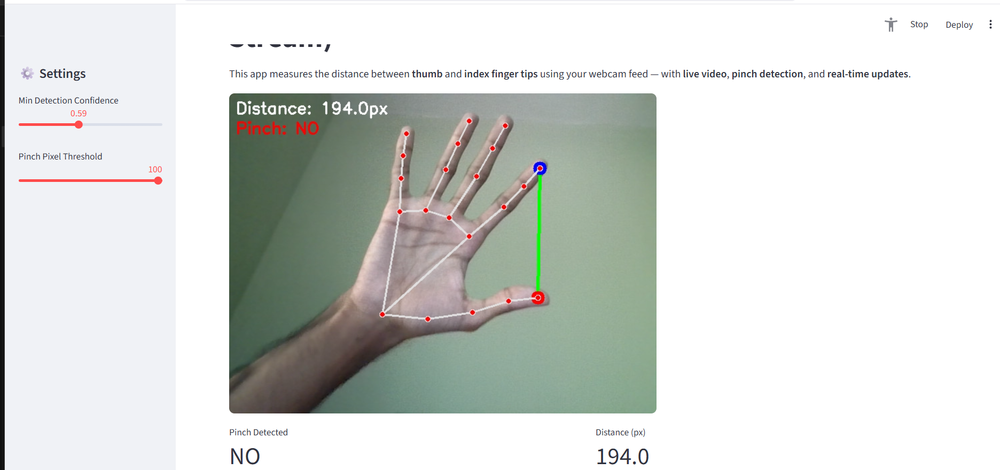 Stop
Deploy
Settings
Min Detection Confidence
0.59
Pinch Pixel Threshold
100
Stream)
This app measures the distance between thumb and index finger tips using your webcam feed — with live video, pinch detection, and real-time updates.
Distance: 194.0px
Pinch: NO
Pinch Detected
NO
Distance (px)
194.0